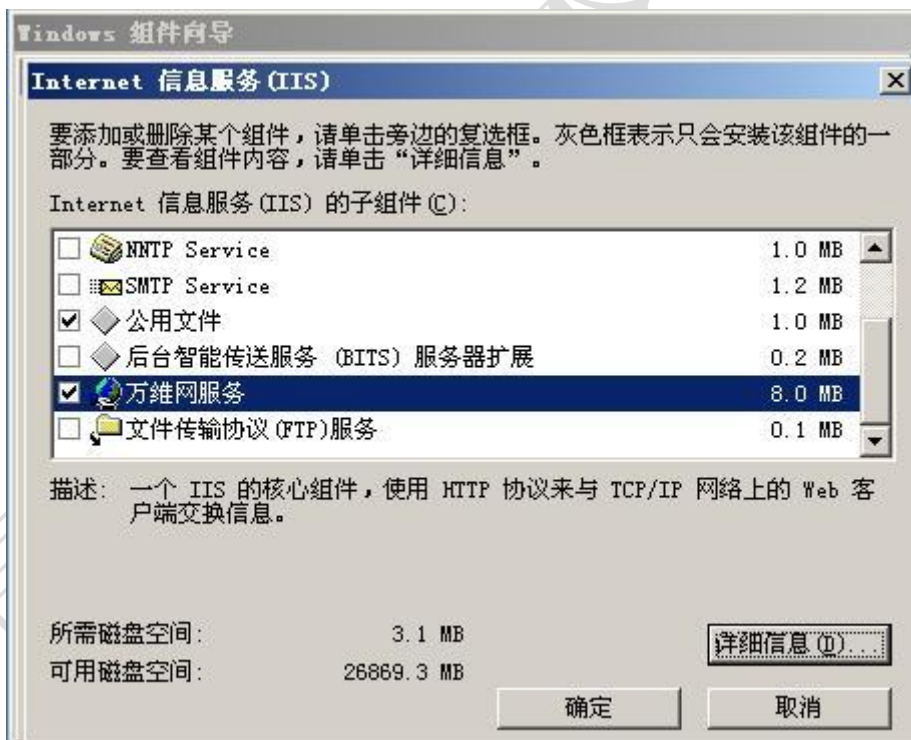 Windows 组件向导
Internet 信息服务(IIS)
要添加或删除某个组件，请单击旁边的复选框。灰色框表示只会安装该组件的一
部分。要查看组件内容，请单击“详细信息”。
Internet 信息服务(IIS) 的子组件(C):
NNTP Service 1.0 MB
SMTP Service 1.2 MB
公用文件 1.0 MB
后台智能传送服务 (BITS) 服务器扩展 0.2 MB
万维网服务 8.0 MB
文件传输协议(FTP)服务 0.1 MB
描述: 一个 IIS 的核心组件，使用 HTTP 协议来与 TCP/IP 网络上的 Web 客
户端交换信息。
所需磁盘空间: 3.1 MB
详细信息(D)...
可用磁盘空间: 26869.3 MB
确定 取消